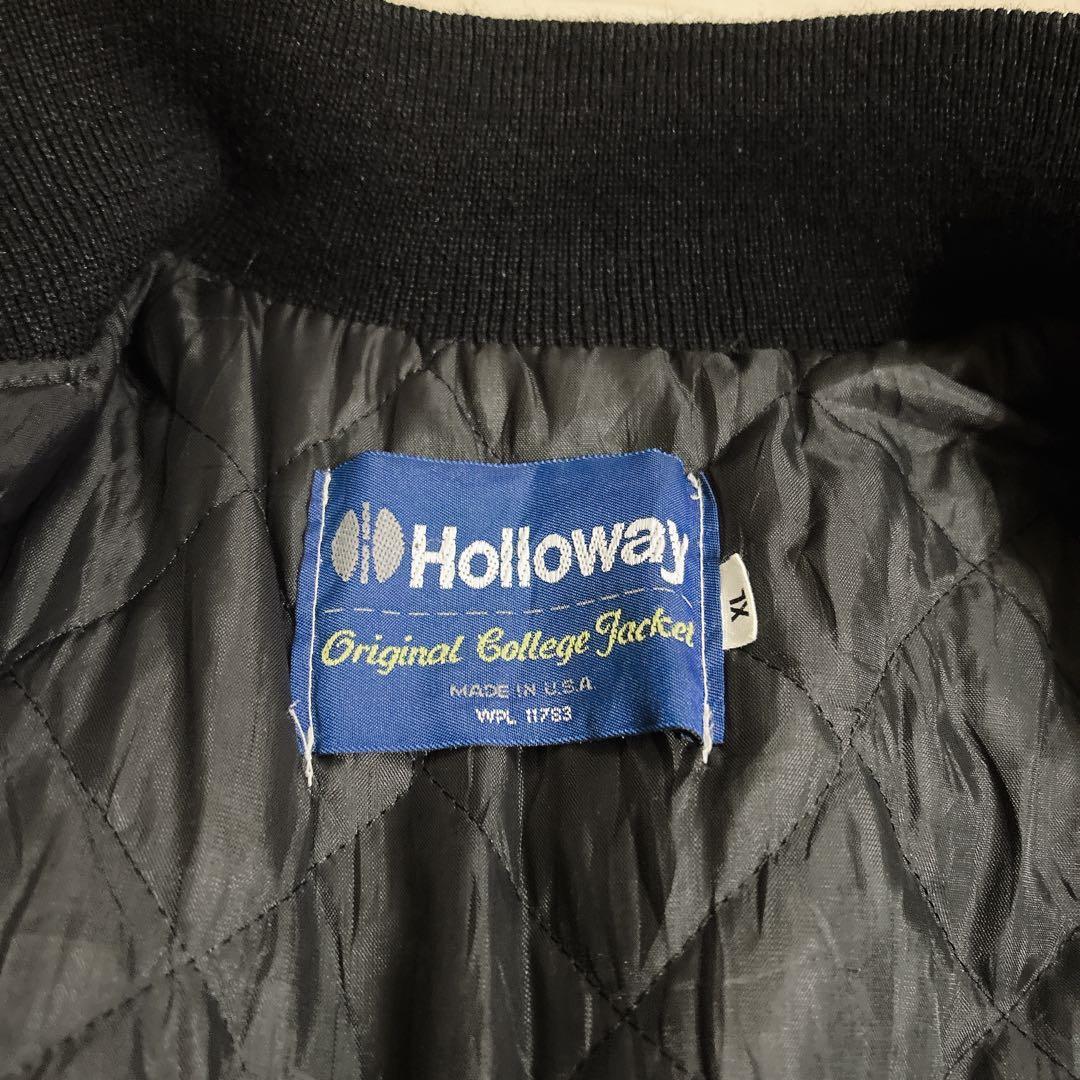 Holloway
Original College Jacket
MADE IN U.S.A.
WPL 11783
XL